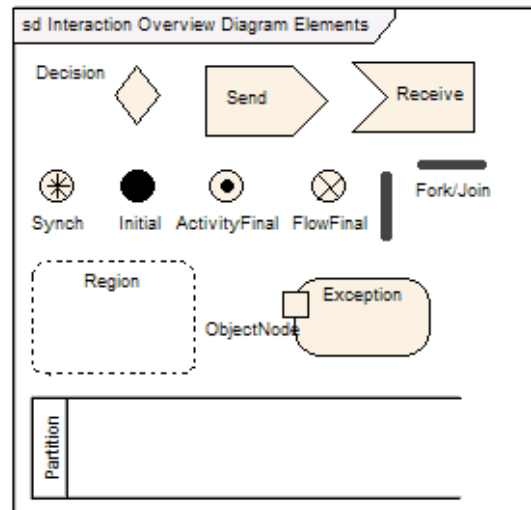 sd Interaction Overview Diagram Elements
Decision
Send
Receive
Synch
Initial
ActivityFinal
FlowFinal
Fork/Join
Region
Exception
ObjectNode
Partition